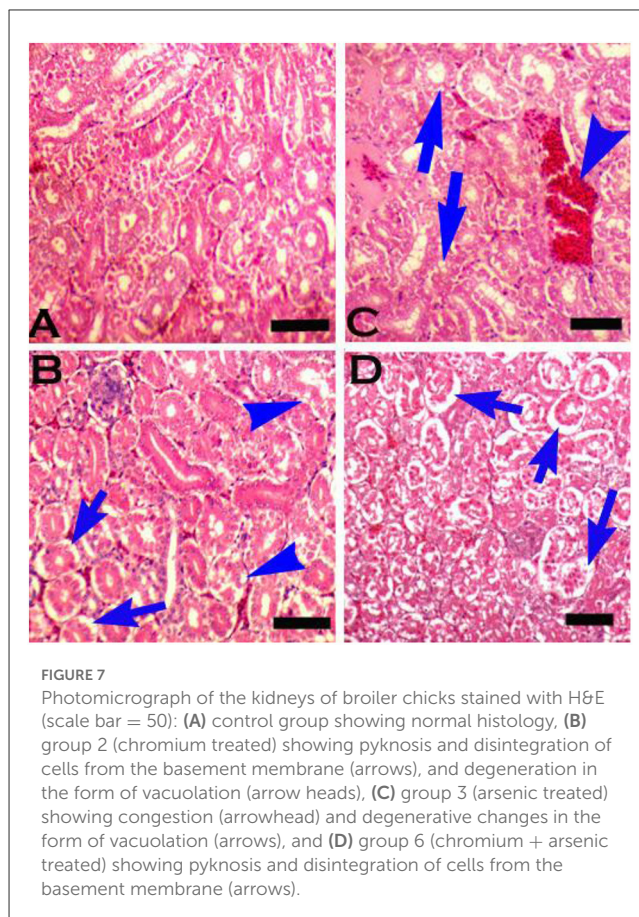 A
C
B
D
FIGURE 7
Photomicrograph of the kidneys of broiler chicks stained with H&E
(scale bar = 50): (A) control group showing normal histology, (B)
group 2 (chromium treated) showing pyknosis and disintegration of
cells from the basement membrane (arrows), and degeneration in
the form of vacuolation (arrow heads), (C) group 3 (arsenic treated)
showing congestion (arrowhead) and degenerative changes in the
form of vacuolation (arrows), and (D) group 6 (chromium + arsenic
treated) showing pyknosis and disintegration of cells from the
basement membrane (arrows).